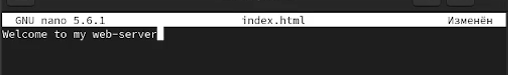 GNU nano 5.6.1 index.html Изменён
Welcome to my web-server